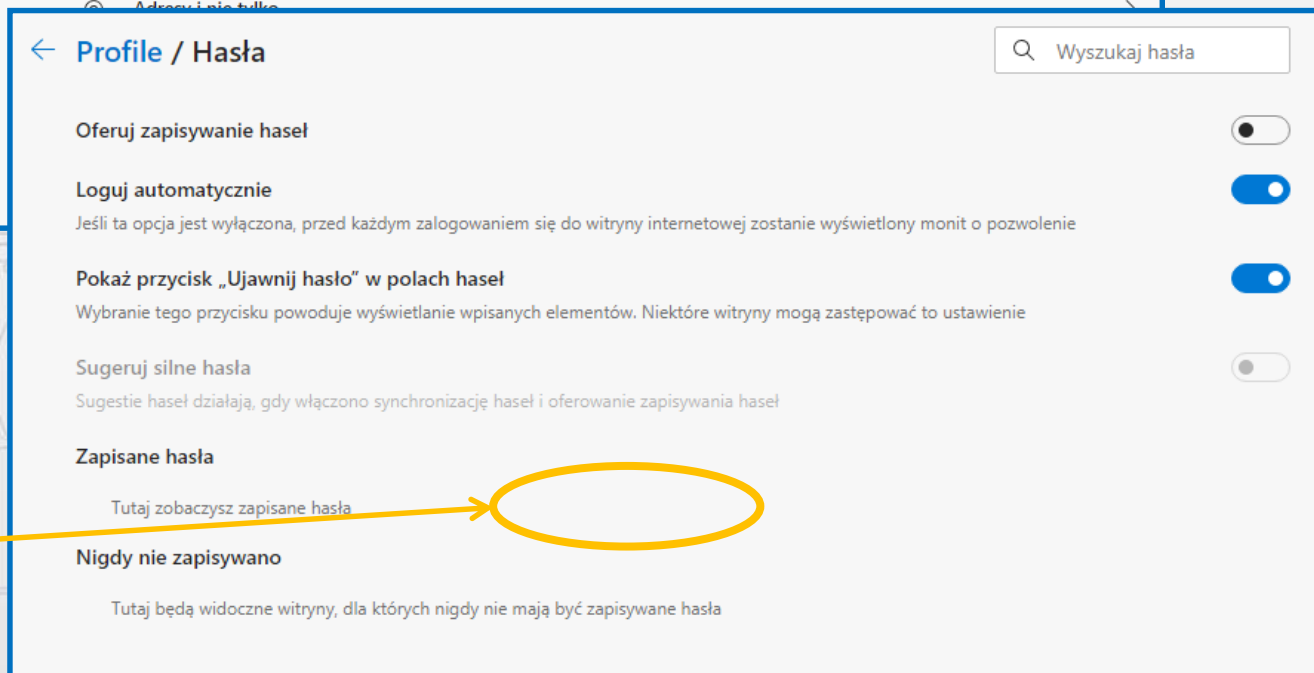 Adresy i nie tylko
Profile / Hasła
Wyszukaj hasła
Oferuj zapisywanie haseł
Loguj automatycznie
Jeśli ta opcja jest wyłączona, przed każdym zalogowaniem się do witryny internetowej zostanie wyświetlony monit o pozwolenie
Pokaż przycisk „Ujawnij hasło” w polach haseł
Wybranie tego przycisku powoduje wyświetlanie wpisanych elementów. Niektóre witryny mogą zastępować to ustawienie
Sugeruj silne hasła
Sugestie haseł działają, gdy włączono synchronizację haseł i oferowanie zapisywania haseł
Zapisane hasła
Tutaj zobaczysz zapisane hasła
Nigdy nie zapisywano
Tutaj będą widoczne witryny, dla których nigdy nie mają być zapisywane hasła